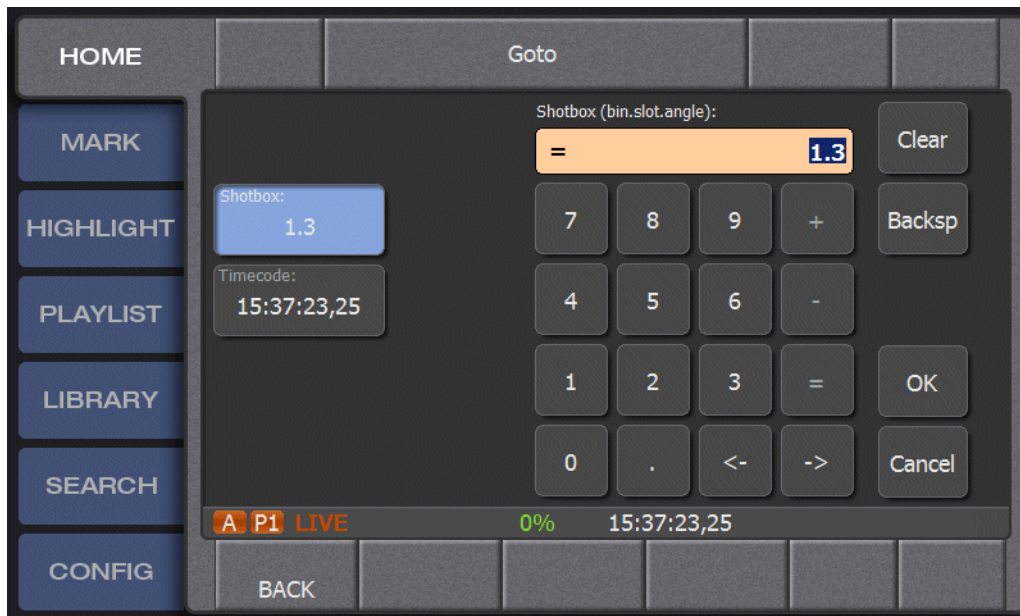 HOME
Goto
MARK
HIGHLIGHT
PLAYLIST
LIBRARY
SEARCH
CONFIG
Shotbox:
1.3
Timecode:
15:37:23,25
Shotbox (bin.slot.angle):
= 1.3
Clear
7 8 9 + Backsp
4 5 6 -
1 2 3 = OK
0 . <- -> Cancel
A P1 LIVE 0% 15:37:23,25
BACK